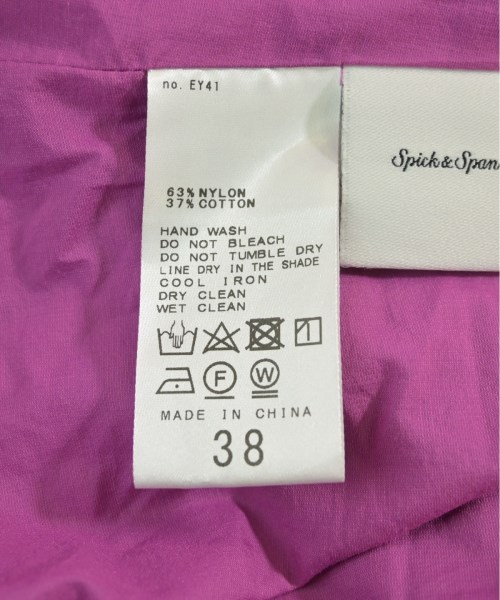 no. EY41
Spick & Span
63% NYLON
37% COTTON
HAND WASH
DO NOT BLEACH
DO NOT TUMBLE DRY
LINE DRY IN THE SHADE
COOL IRON
DRY CLEAN
WET CLEAN
F W
MADE IN CHINA
38